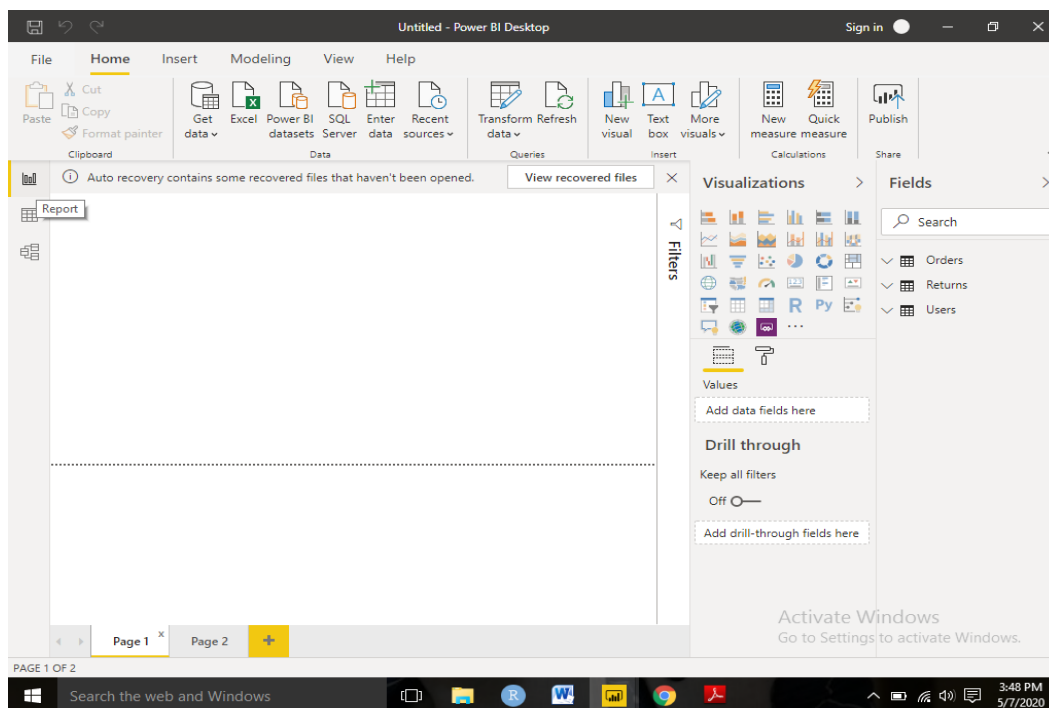 Untitled - Power BI Desktop
Sign in
File Home Insert Modeling View Help
Paste
Cut
Copy
Format painter
Clipboard
Get data
Excel
Power BI datasets
SQL Server
Enter data
Recent sources
Data
Transform data
Refresh
Queries
New visual
Text box
More visuals
Insert
New measure
Quick measure
Calculations
Publish
Share
Auto recovery contains some recovered files that haven't been opened.
View recovered files
Report
Filters
Visualizations
R Py
123
Values
Add data fields here
Drill through
Keep all filters
Off
Add drill-through fields here
Fields
Search
Orders
Returns
Users
Activate Windows
Go to Settings to activate Windows.
Page 1
Page 2
PAGE 1 OF 2
Search the web and Windows
3:48 PM
5/7/2020